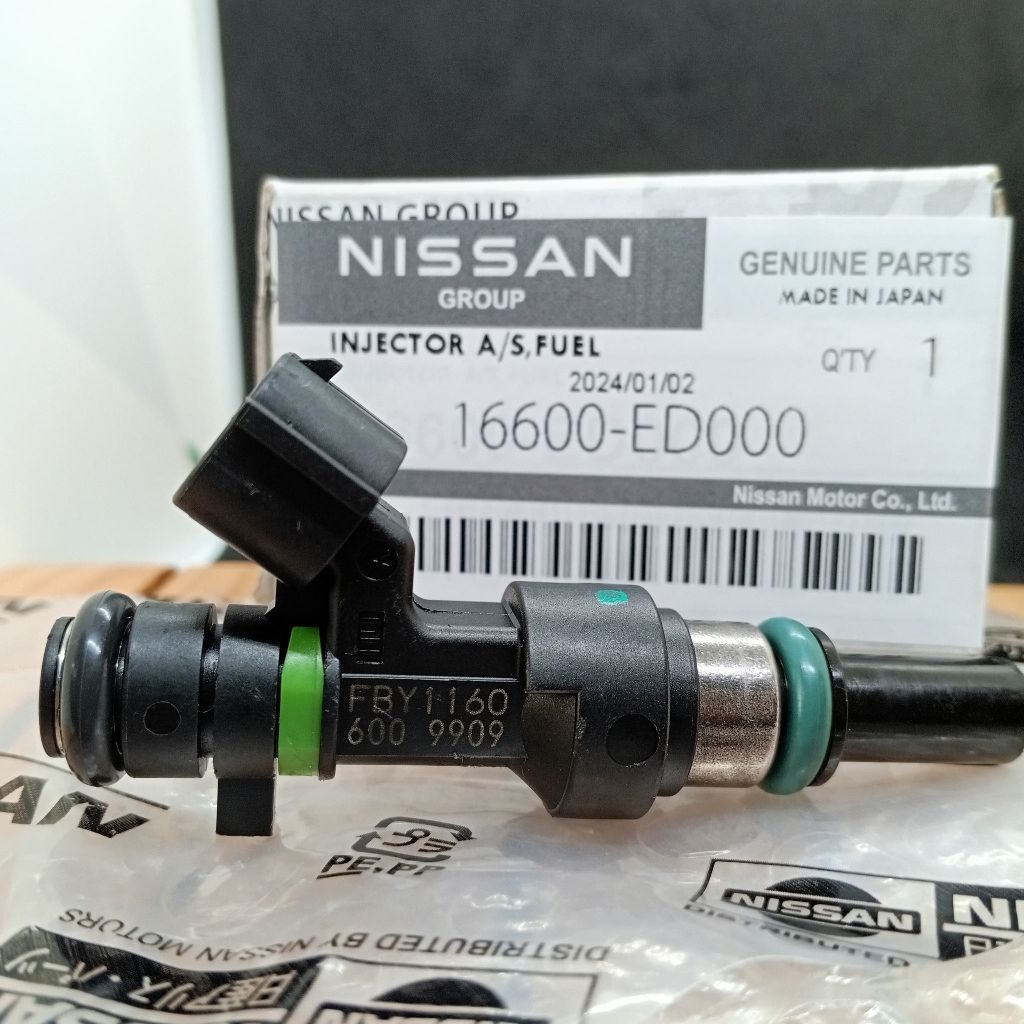 NISSAN GROUP
NISSAN
GROUP
GENUINE PARTS
MADE IN JAPAN
INJECTOR A/S,FUEL
Q'TY 1
2024/01/02
16600-ED000
Nissan Motor Co., Ltd.
A
FBY1160
600 9909
PE,PP
NISSAN
DISTRIBUTED
DISTRIBUTED BY NISSAN MOTORS